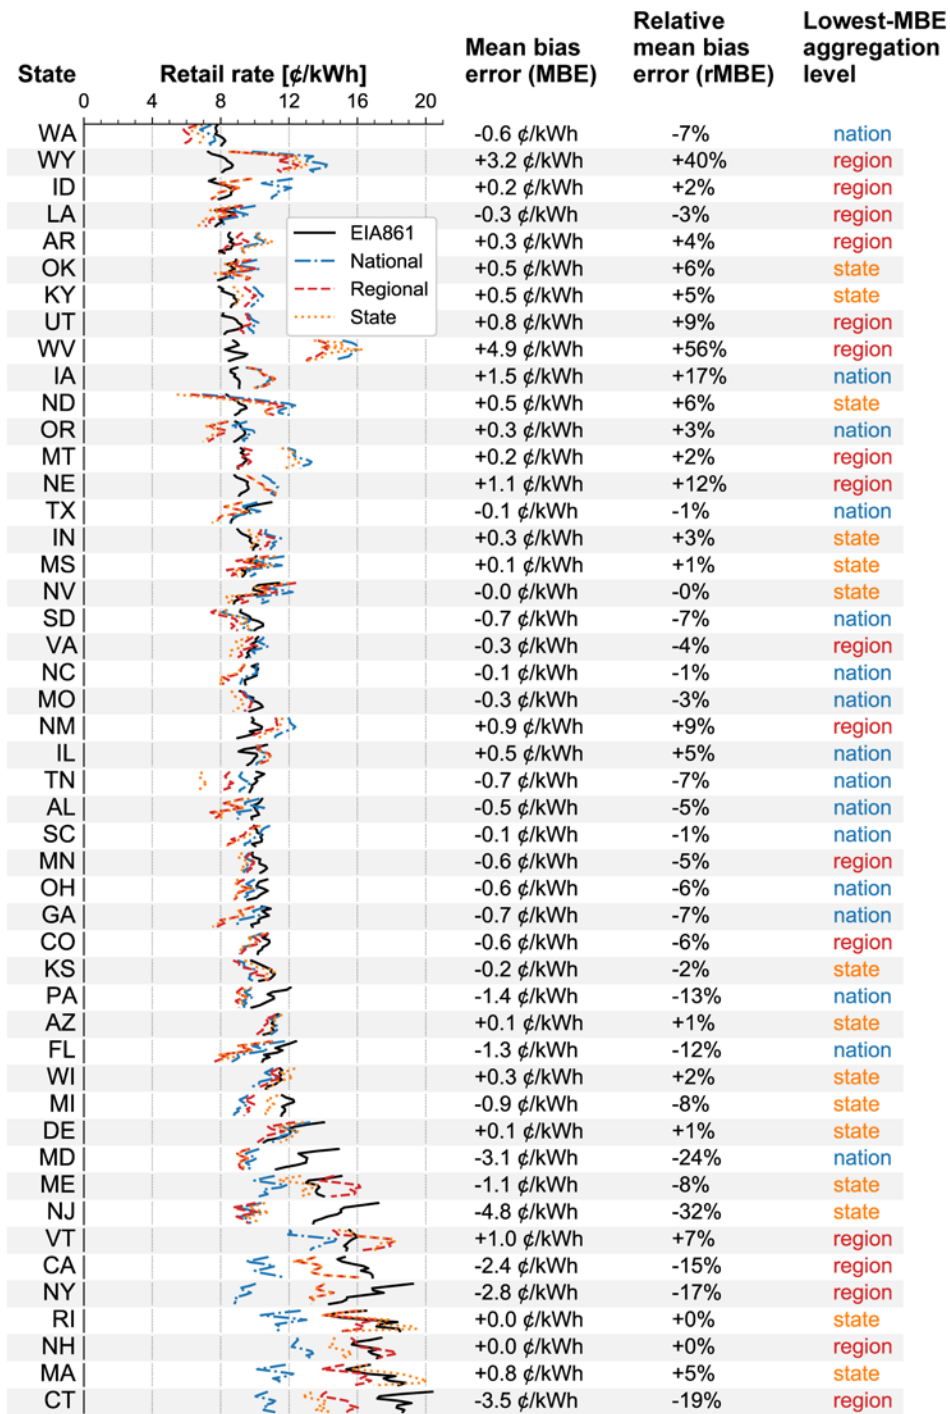 State Retail rate [¢/kWh] Mean bias error (MBE) Relative mean bias error (rMBE) Lowest-MBE aggregation level
0 4 8 12 16 20
WA -0.6 ¢/kWh -7% nation
WY +3.2 ¢/kWh +40% region
ID +0.2 ¢/kWh +2% region
LA -0.3 ¢/kWh -3% region
AR +0.3 ¢/kWh +4% region
OK +0.5 ¢/kWh +6% state
KY +0.5 ¢/kWh +5% state
UT +0.8 ¢/kWh +9% region
WV +4.9 ¢/kWh +56% region
IA +1.5 ¢/kWh +17% nation
ND +0.5 ¢/kWh +6% state
OR +0.3 ¢/kWh +3% nation
MT +0.2 ¢/kWh +2% region
NE +1.1 ¢/kWh +12% region
TX -0.1 ¢/kWh -1% nation
IN +0.3 ¢/kWh +3% state
MS +0.1 ¢/kWh +1% state
NV -0.0 ¢/kWh -0% state
SD -0.7 ¢/kWh -7% nation
VA -0.3 ¢/kWh -4% region
NC -0.1 ¢/kWh -1% nation
MO -0.3 ¢/kWh -3% nation
NM +0.9 ¢/kWh +9% region
IL +0.5 ¢/kWh +5% nation
TN -0.7 ¢/kWh -7% nation
AL -0.5 ¢/kWh -5% nation
SC -0.1 ¢/kWh -1% nation
MN -0.6 ¢/kWh -5% region
OH -0.6 ¢/kWh -6% nation
GA -0.7 ¢/kWh -7% nation
CO -0.6 ¢/kWh -6% region
KS -0.2 ¢/kWh -2% state
PA -1.4 ¢/kWh -13% nation
AZ +0.1 ¢/kWh +1% state
FL -1.3 ¢/kWh -12% nation
WI +0.3 ¢/kWh +2% state
MI -0.9 ¢/kWh -8% state
DE +0.1 ¢/kWh +1% state
MD -3.1 ¢/kWh -24% nation
ME -1.1 ¢/kWh -8% state
NJ -4.8 ¢/kWh -32% state
VT +1.0 ¢/kWh +7% region
CA -2.4 ¢/kWh -15% region
NY -2.8 ¢/kWh -17% region
RI +0.0 ¢/kWh +0% state
NH +0.0 ¢/kWh +0% region
MA +0.8 ¢/kWh +5% state
CT -3.5 ¢/kWh -19% region
EIA861
National
Regional
State